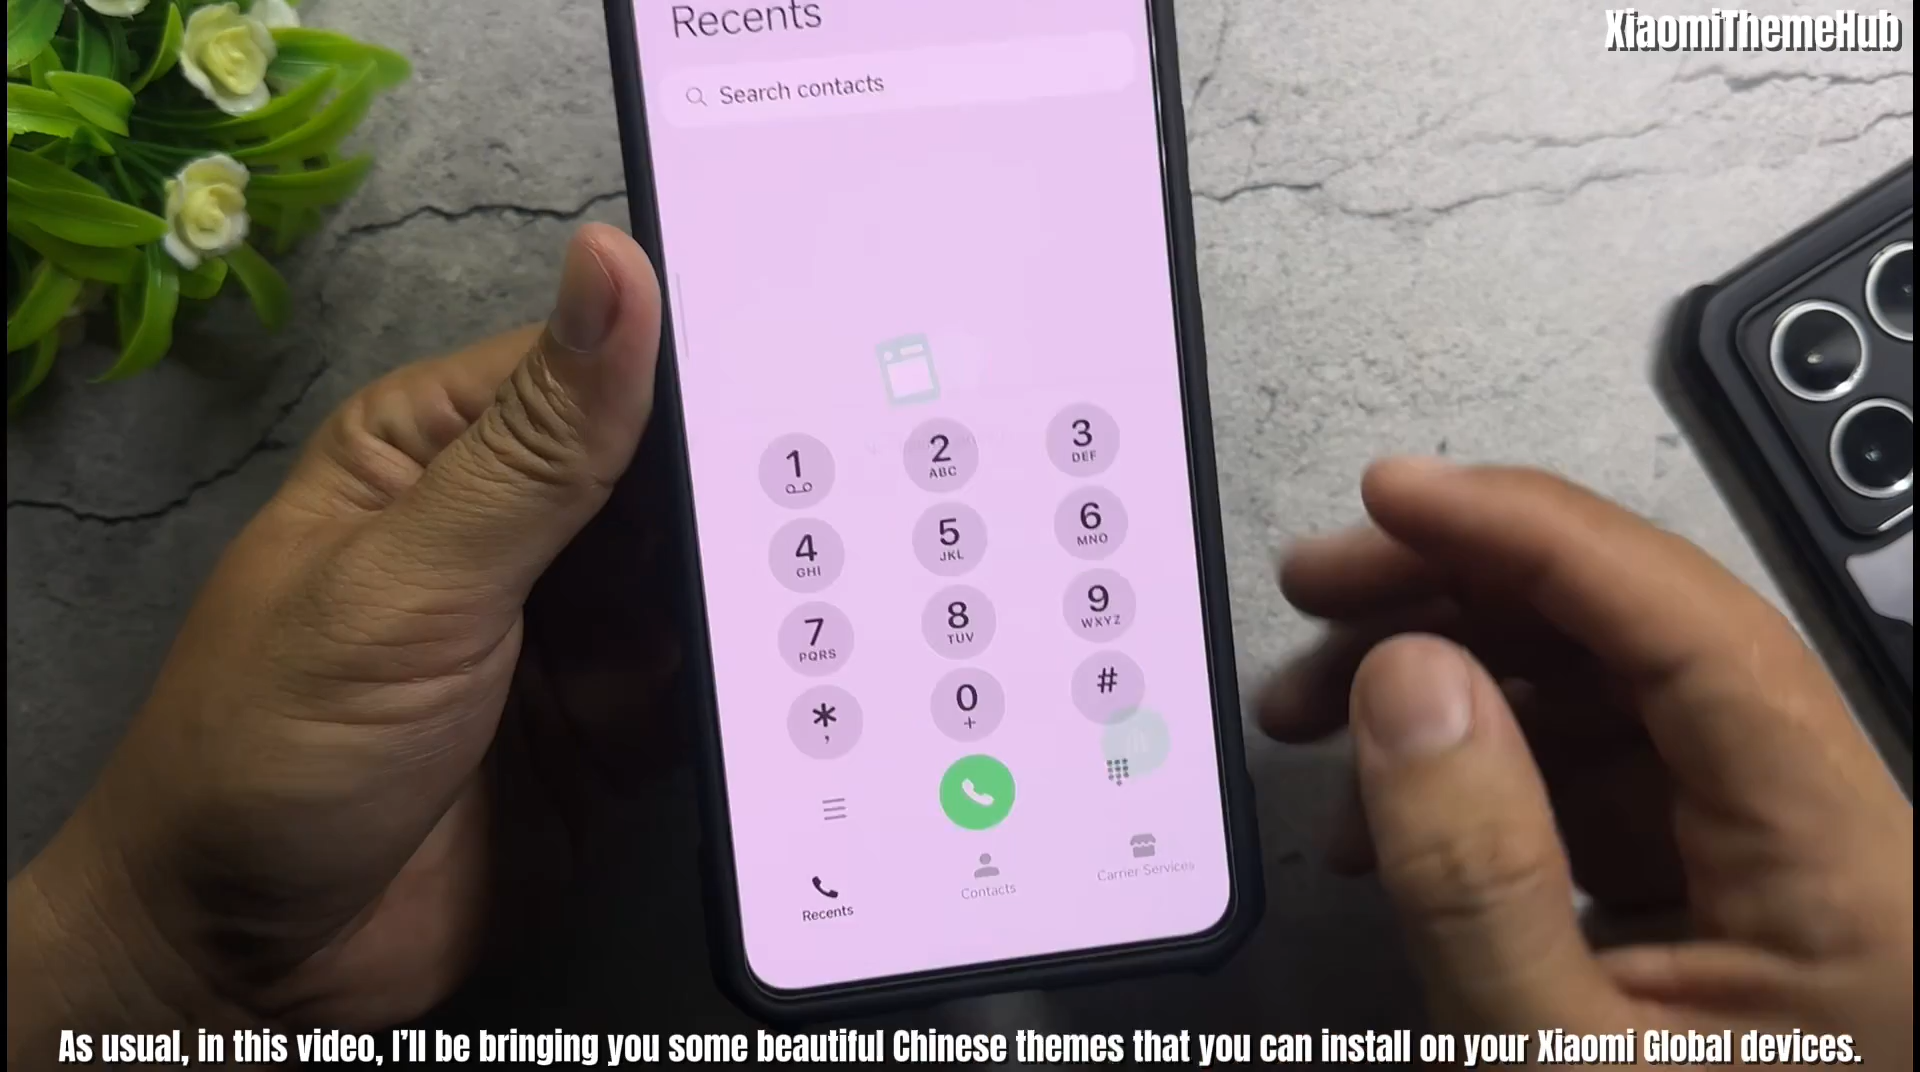 XiaomiThemeHub
Recents
Search contacts
1
2 ABC
3 DEF
4 GHI
5 JKL
6 MNO
7 PQRS
8 TUV
9 WXYZ
* ,
0 +
#
Recents
Contacts
Carrier Services
As usual, in this video, I'll be bringing you some beautiful Chinese themes that you can install on your Xiaomi Global devices.